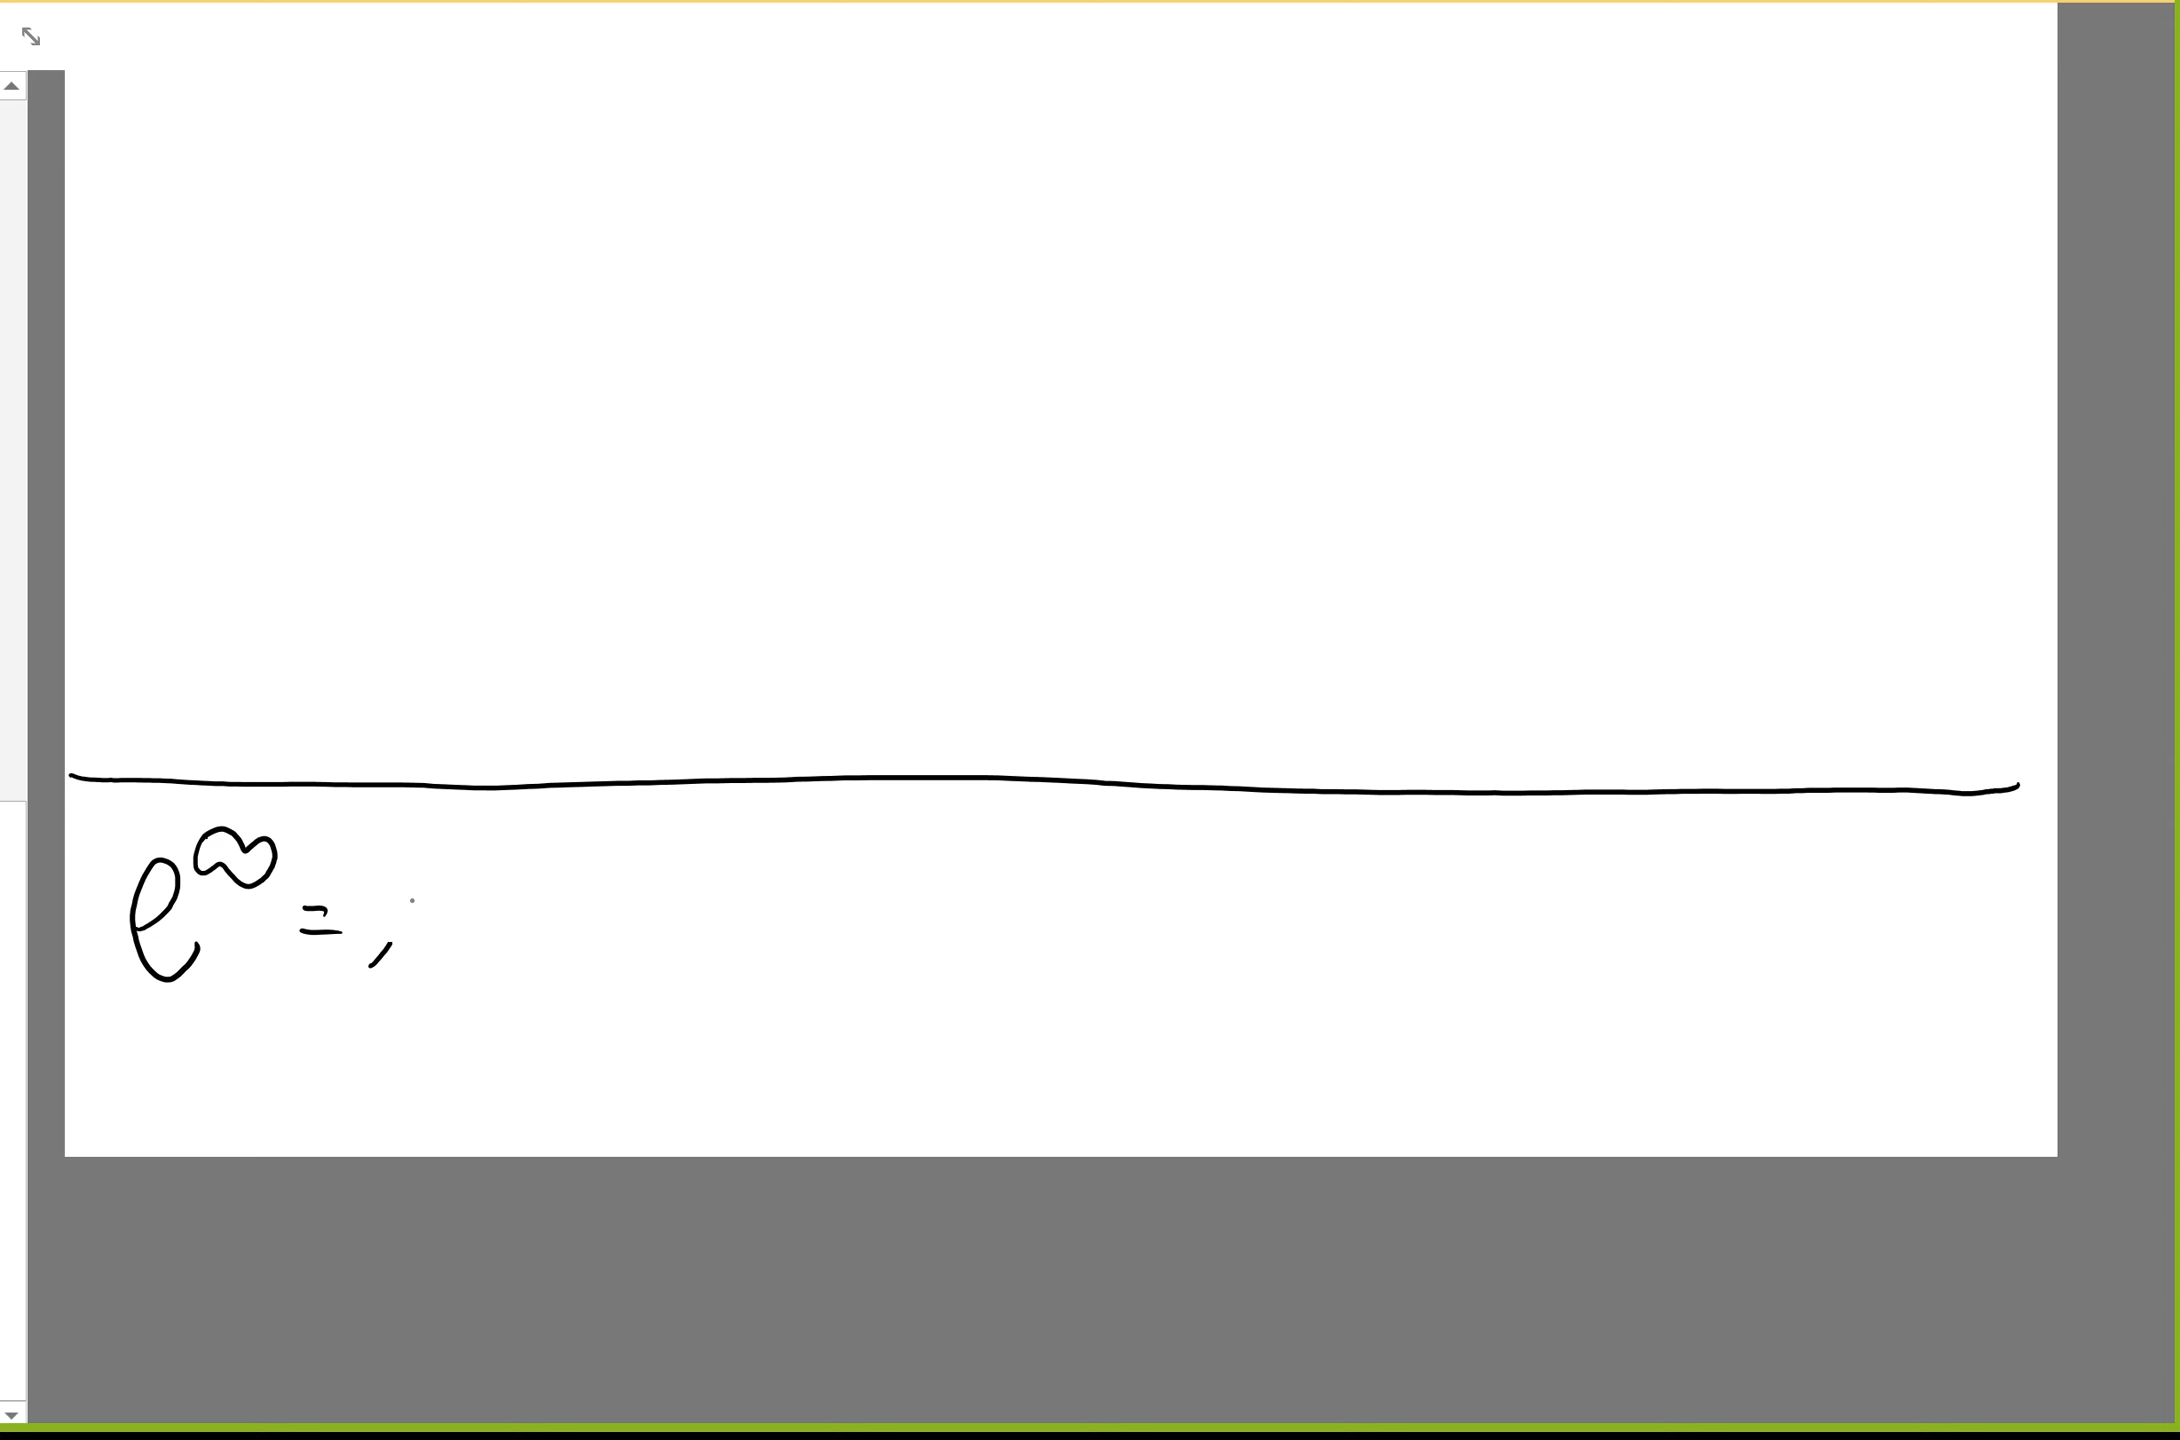 e^∞ =